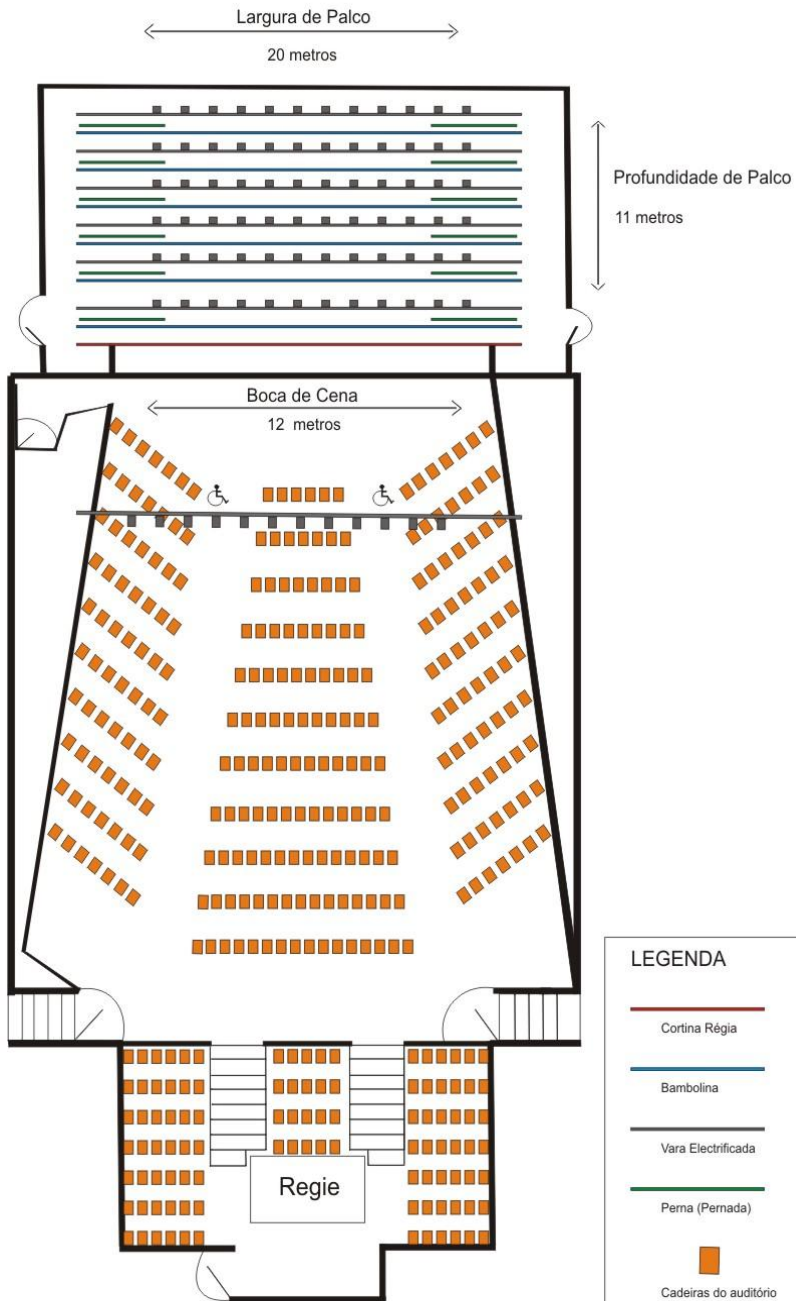 Largura de Palco
20 metros
Profundidade de Palco
11 metros
Boca de Cena
12 metros
Regie
LEGENDA
Cortina Régia
Bambolina
Vara Electrificada
Perna (Pernada)
Cadeiras do auditório